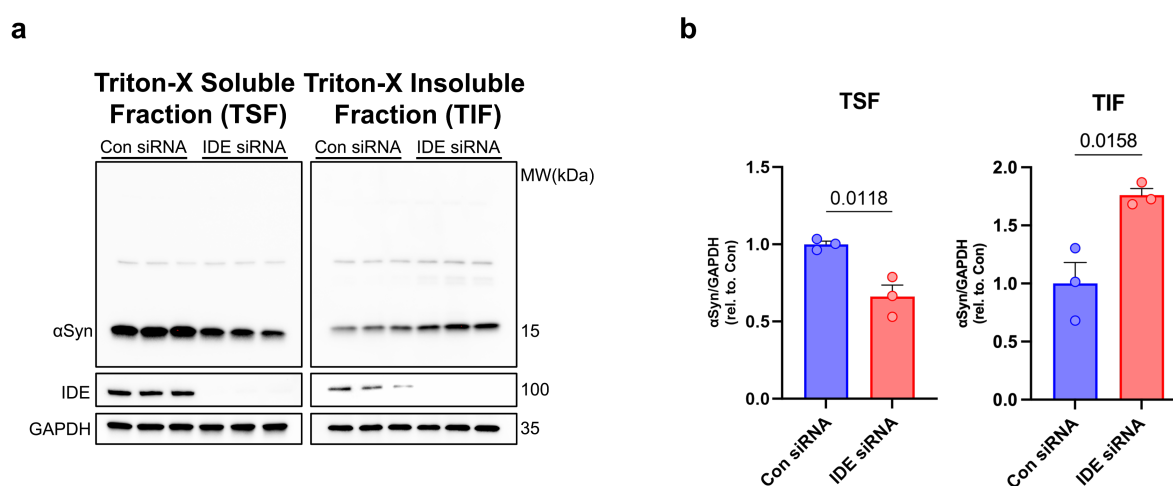 a
Triton-X Soluble
Fraction (TSF)
Triton-X Insoluble
Fraction (TIF)
Con siRNA
IDE siRNA
Con siRNA
IDE siRNA
MW(kDa)
αSyn
15
IDE
100
GAPDH
35
b
TSF
αSyn/GAPDH
(rel. to. Con)
1.5
1.0
0.5
0.0
0.0118
Con siRNA
IDE siRNA
TIF
αSyn/GAPDH
(rel. to. Con)
2.0
1.5
1.0
0.5
0.0
0.0158
Con siRNA
IDE siRNA